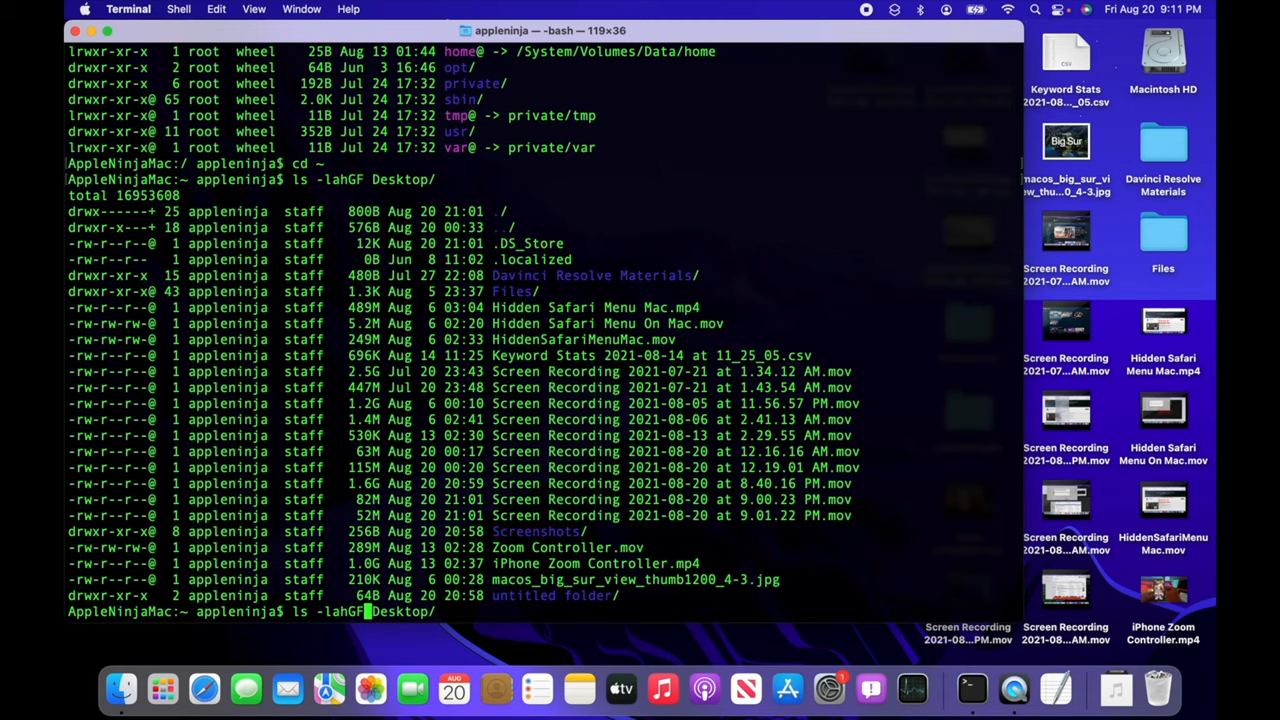 Terminal Shell Edit View Window Help
Fri Aug 20 9:11 PM
appleninja — -bash — 119×36
lrwxr-xr-x 1 root wheel 25B Aug 13 01:44 home@ -> /System/Volumes/Data/home
drwxr-xr-x 2 root wheel 64B Jun 7 16:46 opt/
drwxr-xr-x 6 root wheel 192B Jul 24 17:32 private/
drwxr-xr-x@ 65 root wheel 2.0K Jul 24 17:32 sbin/
lrwxr-xr-x@ 1 root wheel 11B Jul 24 17:32 tmp@ -> private/tmp
drwxr-xr-x@ 11 root wheel 352B Jul 24 17:32 usr/
lrwxr-xr-x@ 1 root wheel 11B Jul 24 17:32 var@ -> private/var
AppleNinjaMac:/ appleninja$ cd ~
AppleNinjaMac:~ appleninja$ ls -lahGF Desktop/
total 16953608
drwx------+ 25 appleninja staff 800B Aug 20 21:01 ./
drwxr-x---+ 18 appleninja staff 576B Aug 20 00:33 ../
-rw-r--r--@ 1 appleninja staff 12K Aug 20 21:01 .DS_Store
-rw-r--r-- 1 appleninja staff 0B Jun 8 11:02 .localized
drwxr-xr-x 15 appleninja staff 480B Jul 27 22:08 Davinci Resolve Materials/
drwxr-xr-x@ 43 appleninja staff 1.3K Aug 5 23:37 Files/
-rw-r--r--@ 1 appleninja staff 489M Aug 6 03:04 Hidden Safari Menu Mac.mp4
-rw-rw-rw-@ 1 appleninja staff Aug 6 Hidden Safari Menu On Mac.mov
-rw-rw-rw-@ 1 appleninja staff Aug 6 HiddenSafariMenuMac.mov
-rw-r--r--@ 1 appleninja staff 696K Aug 14 11:25 Keyword Stats 2021-08-14 at 11_25_05.csv
-rw-r--r--@ 1 appleninja staff 2.5G Jul 20 23:43 Screen Recording 2021-07-21 at 1.34.12 AM.mov
-rw-r--r--@ 1 appleninja staff 447M Jul 20 23:48 Screen Recording 2021-07-21 at 1.43.54 AM.mov
-rw-r--r--@ 1 appleninja staff 1.2G Aug 6 00:10 Screen Recording 2021-08-05 at 11.56.57 PM.mov
-rw-r--r--@ 1 appleninja staff Aug 6 Screen Recording 2021-08-06 at 2.41.13 AM.mov
-rw-r--r--@ 1 appleninja staff 530K Aug 13 02:30 Screen Recording 2021-08-13 at 2.29.55 AM.mov
-rw-r--r--@ 1 appleninja staff 63M Aug 20 00:17 Screen Recording 2021-08-20 at 12.16.16 AM.mov
-rw-r--r--@ 1 appleninja staff 115M Aug 20 00:20 Screen Recording 2021-08-20 at 12.19.01 AM.mov
-rw-r--r--@ 1 appleninja staff 1.6G Aug 20 20:52 Screen Recording 2021-08-20 at 8.40.16 PM.mov
-rw-r--r--@ 1 appleninja staff Aug 20 21:01 Screen Recording 2021-08-20 at 9.00.23 PM.mov
-rw-r--r--@ 1 appleninja staff Aug 20 Screen Recording 2021-08-20 at 9.01.22 PM.mov
drwxr-xr-x@ 8 appleninja staff 256B Aug 20 20:58 Screenshots/
-rw-rw-rw-@ 1 appleninja staff 289M Aug 13 02:28 Zoom Controller.mov
-rw-r--r--@ 1 appleninja staff Aug 13 02:37 iPhone Zoom Controller.mp4
-rw-r--r--@ 1 appleninja staff 210K Aug 6 00:28 macos_big_sur_view_thumb1200_4-3.jpg
drwxr-xr-x 2 appleninja staff 64B Aug 20 20:58 untitled folder/
AppleNinjaMac:~ appleninja$ ls -lahGF Desktop/
CSV
Keyword Stats
2021-08..._05.csv
Macintosh HD
Big Sur
macos_big_sur_vi
ew_thu...0_4-3.jpg
Davinci Resolve
Materials
Screen Recording
2021-07...AM.mov
Files
Screen Recording
2021-07...AM.mov
Hidden Safari
Menu Mac.mp4
Screen Recording
2021-08...PM.mov
Hidden Safari
Menu On Mac.mov
Screen Recording
2021-08...AM.mov
HiddenSafariMenu
Mac.mov
Screen Recording
2021-08...PM.mov
Screen Recording
2021-08...AM.mov
iPhone Zoom
Controller.mp4
AUG
20
tv
1